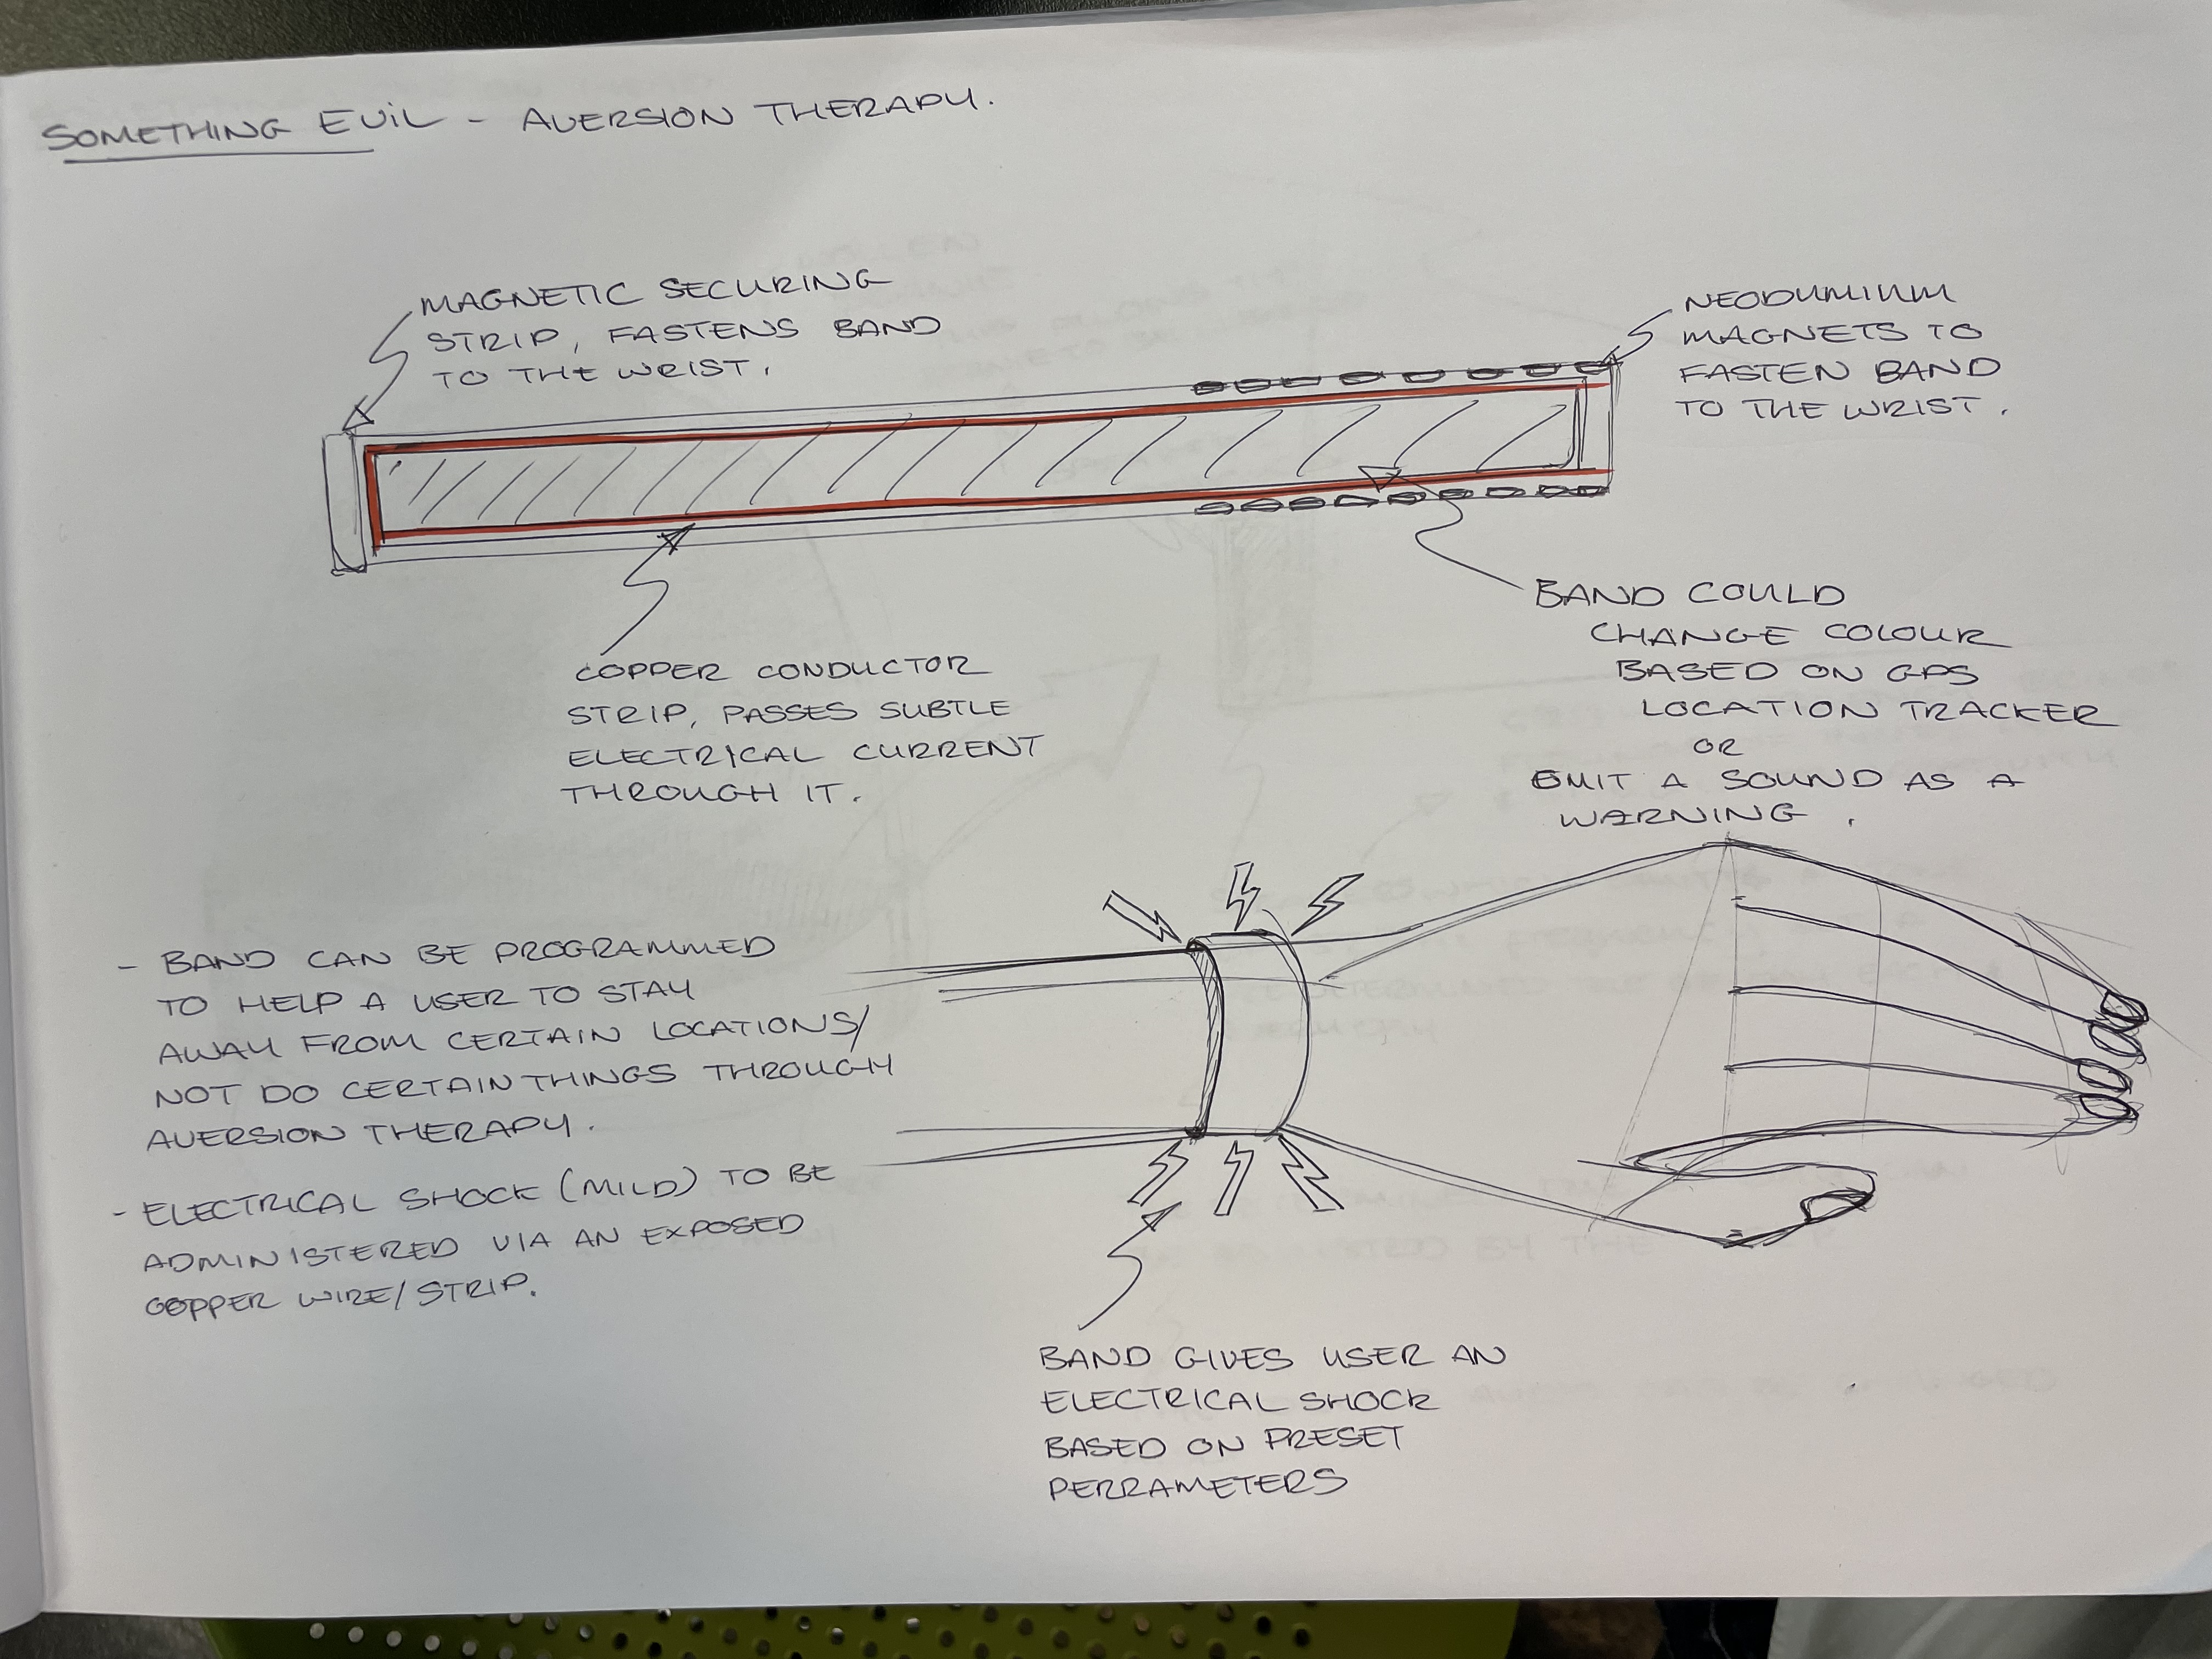 SOMETHING EVIL - AVERSION THERAPY.
MAGNETIC SECURING
STRIP, FASTENS BAND
TO THE WRIST.
NEODYMIUM
MAGNETS TO
FASTEN BAND
TO THE WRIST.
COPPER CONDUCTOR
STRIP, PASSES SUBTLE
ELECTRICAL CURRENT
THROUGH IT.
BAND COULD
CHANGE COLOUR
BASED ON GPS
LOCATION TRACKER
OR
EMIT A SOUND AS A
WARNING.
- BAND CAN BE PROGRAMMED
TO HELP A USER TO STAY
AWAY FROM CERTAIN LOCATIONS/
NOT DO CERTAIN THINGS THROUGH
AVERSION THERAPY.
- ELECTRICAL SHOCK (MILD) TO BE
ADMINISTERED VIA AN EXPOSED
COPPER WIRE/STRIP.
BAND GIVES USER AN
ELECTRICAL SHOCK
BASED ON PRESET
PERRAMETERS